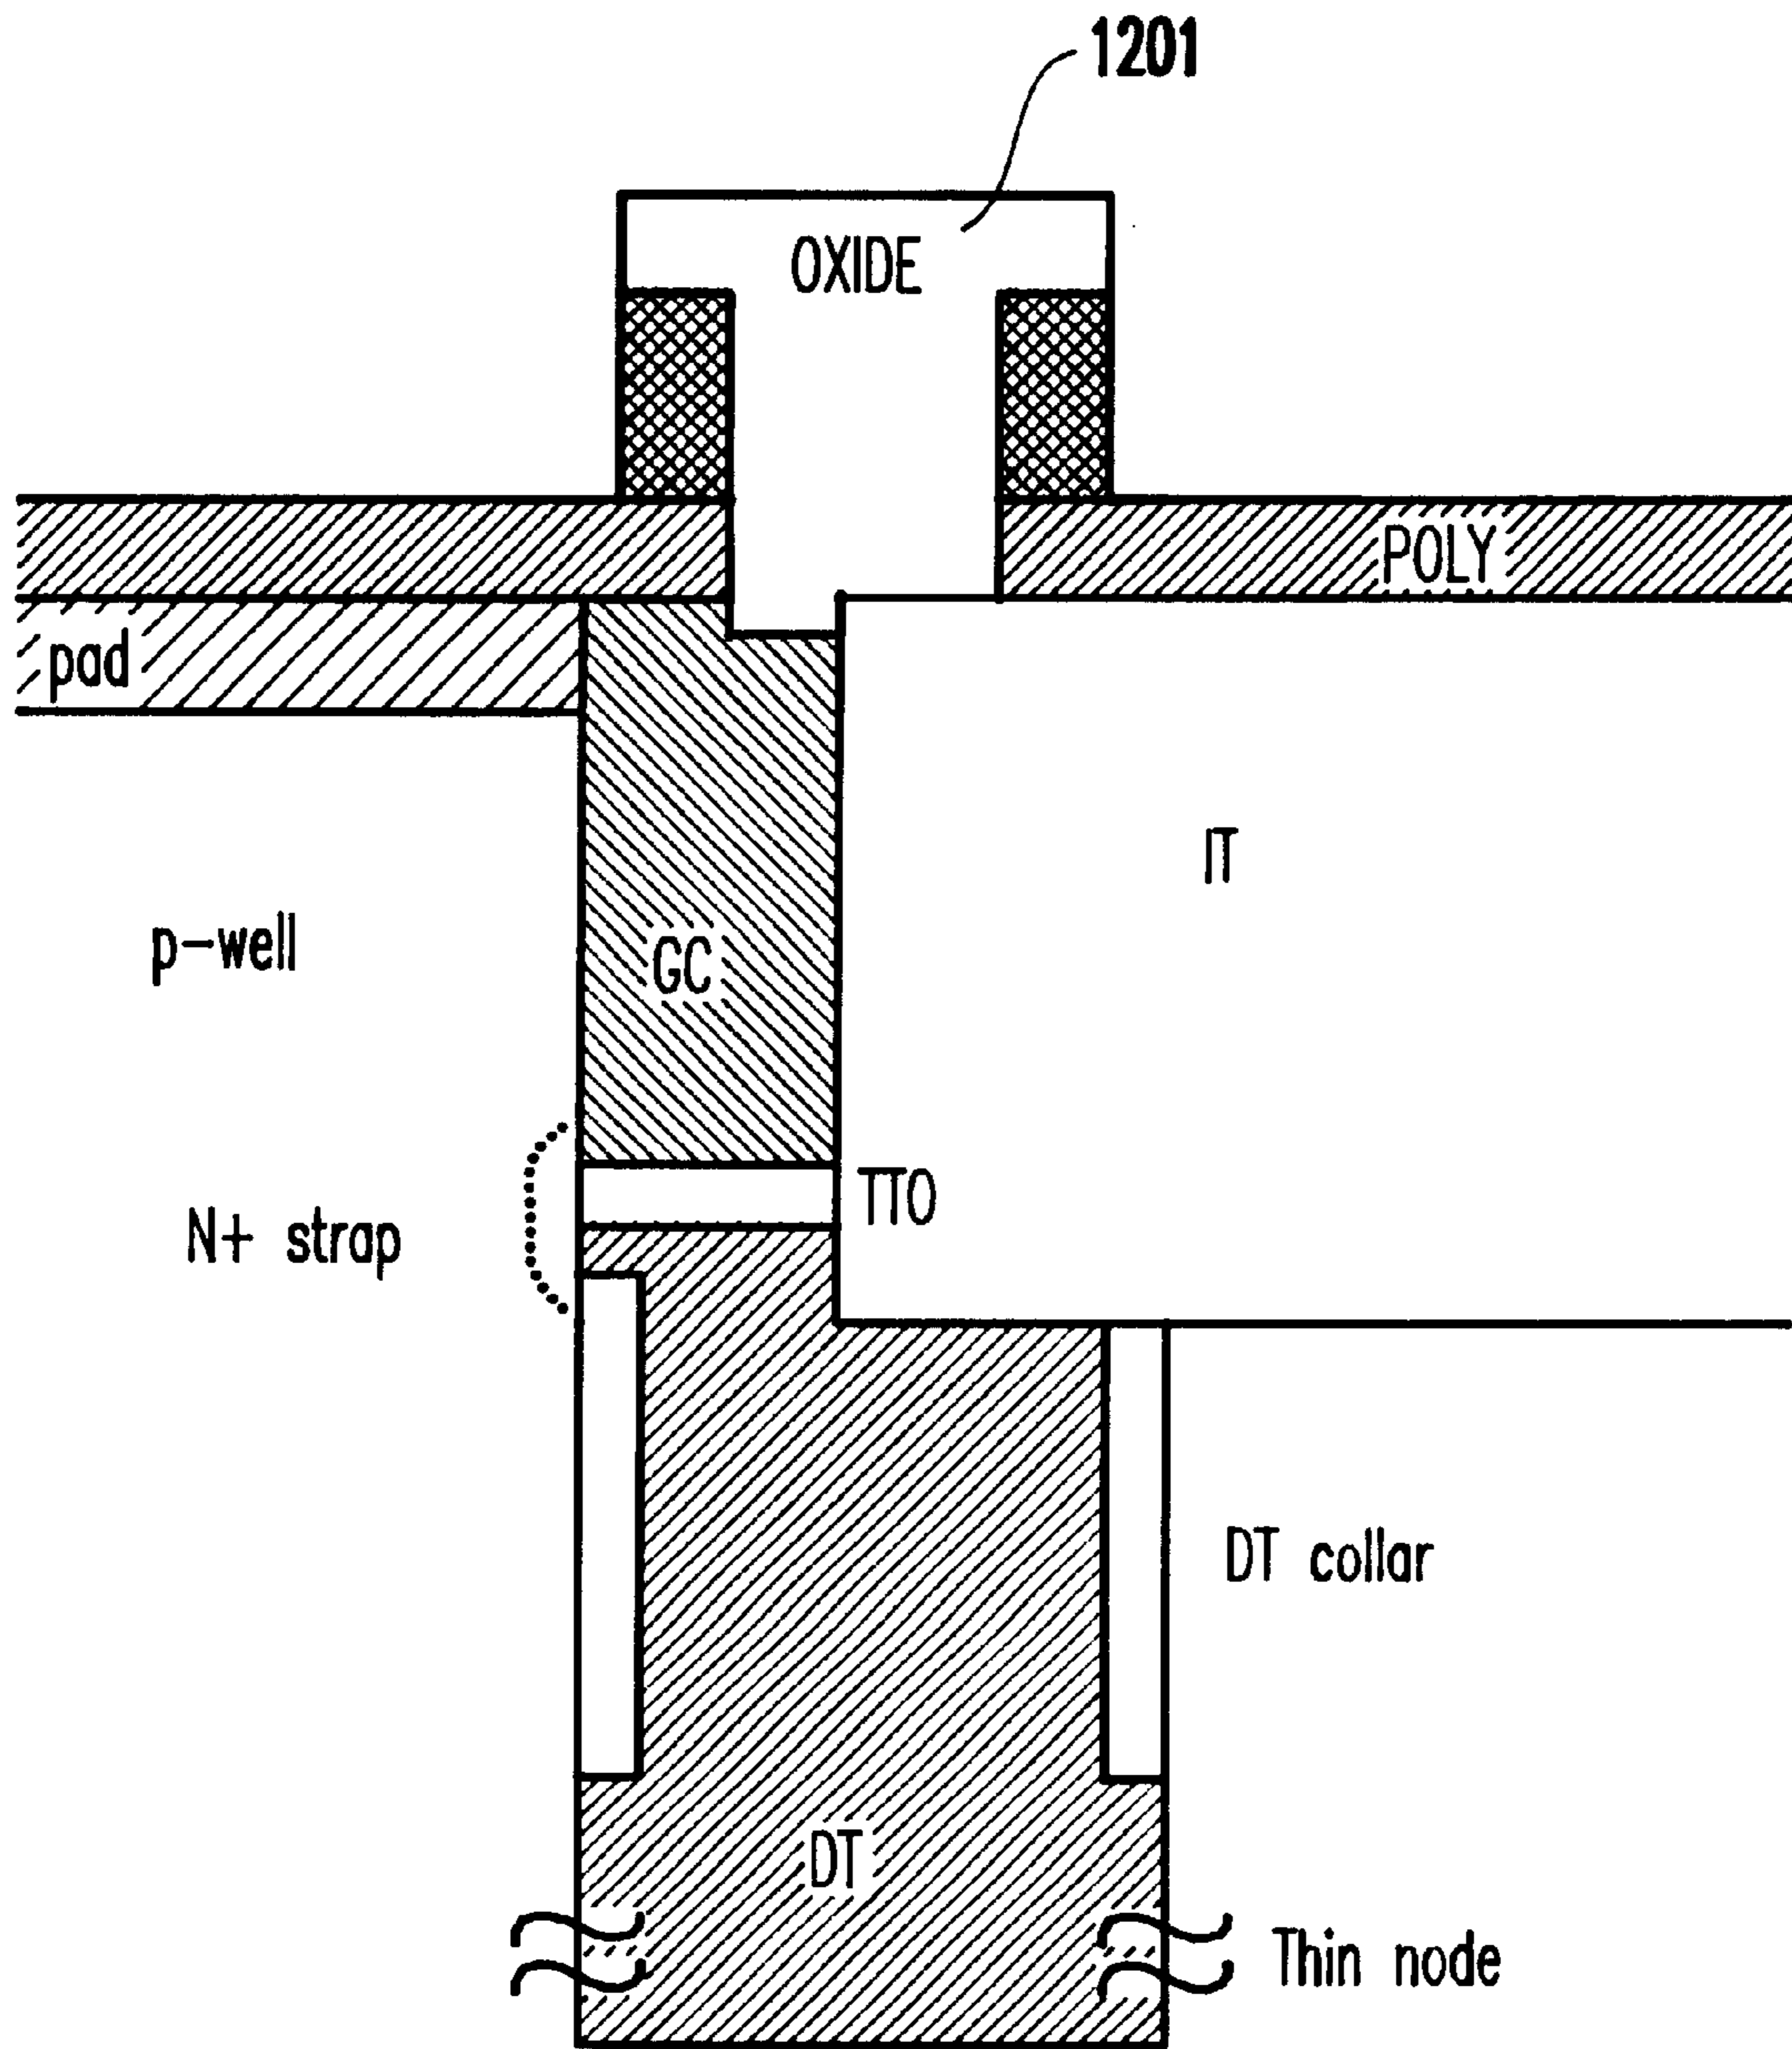 1201
OXIDE
POLY
pad
IT
p-well
GC
TTO
N+ strap
DT collar
DT
Thin node